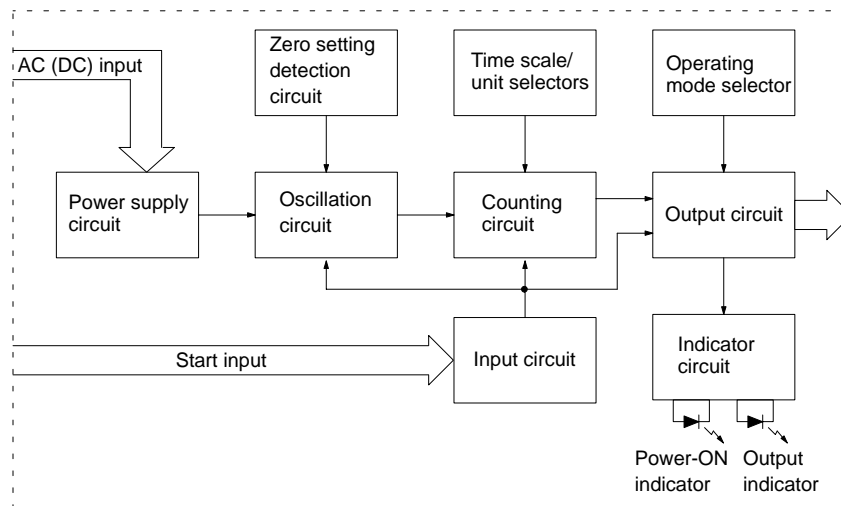 AC (DC) input
Zero setting
detection
circuit
Time scale/
unit selectors
Operating
mode selector
Power supply
circuit
Oscillation
circuit
Counting
circuit
Output circuit
Start input
Input circuit
Indicator
circuit
Power-ON
indicator
Output
indicator